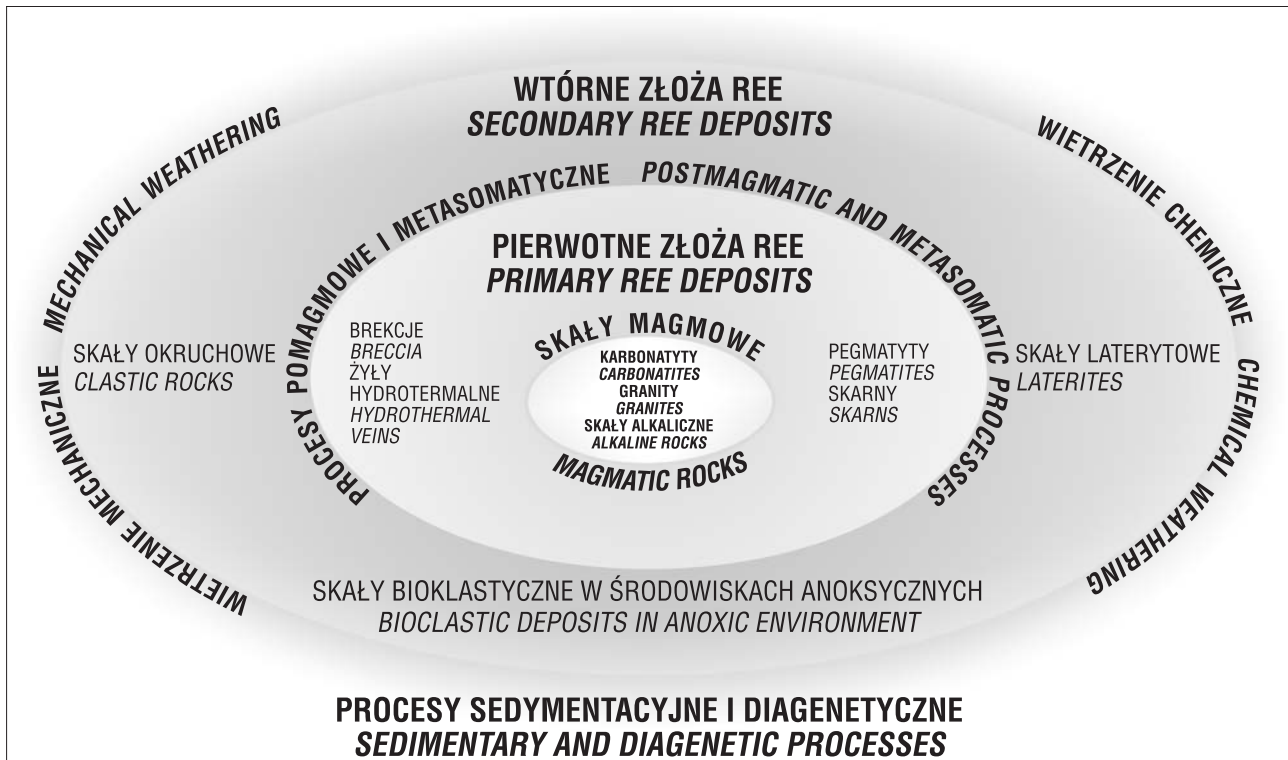 WTÓRNE ZŁOŻA REE
SECONDARY REE DEPOSITS
WIETRZENIE MECHANICZNE MECHANICAL WEATHERING
WIETRZENIE CHEMICZNE CHEMICAL WEATHERING
PROCESY POMAGMOWE I METASOMATYCZNE POSTMAGMATIC AND METASOMATIC PROCESSES
PIERWOTNE ZŁOŻA REE
PRIMARY REE DEPOSITS
SKAŁY OKRUCHOWE
CLASTIC ROCKS
BREKCJE
BRECCIA
ŻYŁY
HYDROTERMALNE
HYDROTHERMAL
VEINS
SKAŁY MAGMOWE
KARBONATYTY
CARBONATITES
GRANITY
GRANITES
SKAŁY ALKALICZNE
ALKALINE ROCKS
MAGMATIC ROCKS
PEGMATYTY
PEGMATITES
SKARNY
SKARNS
SKAŁY LATERYTOWE
LATERITES
SKAŁY BIOKLASTYCZNE W ŚRODOWISKACH ANOKSYCZNYCH
BIOCLASTIC DEPOSITS IN ANOXIC ENVIRONMENT
PROCESY SEDYMENTACYJNE I DIAGENETYCZNE
SEDIMENTARY AND DIAGENETIC PROCESSES